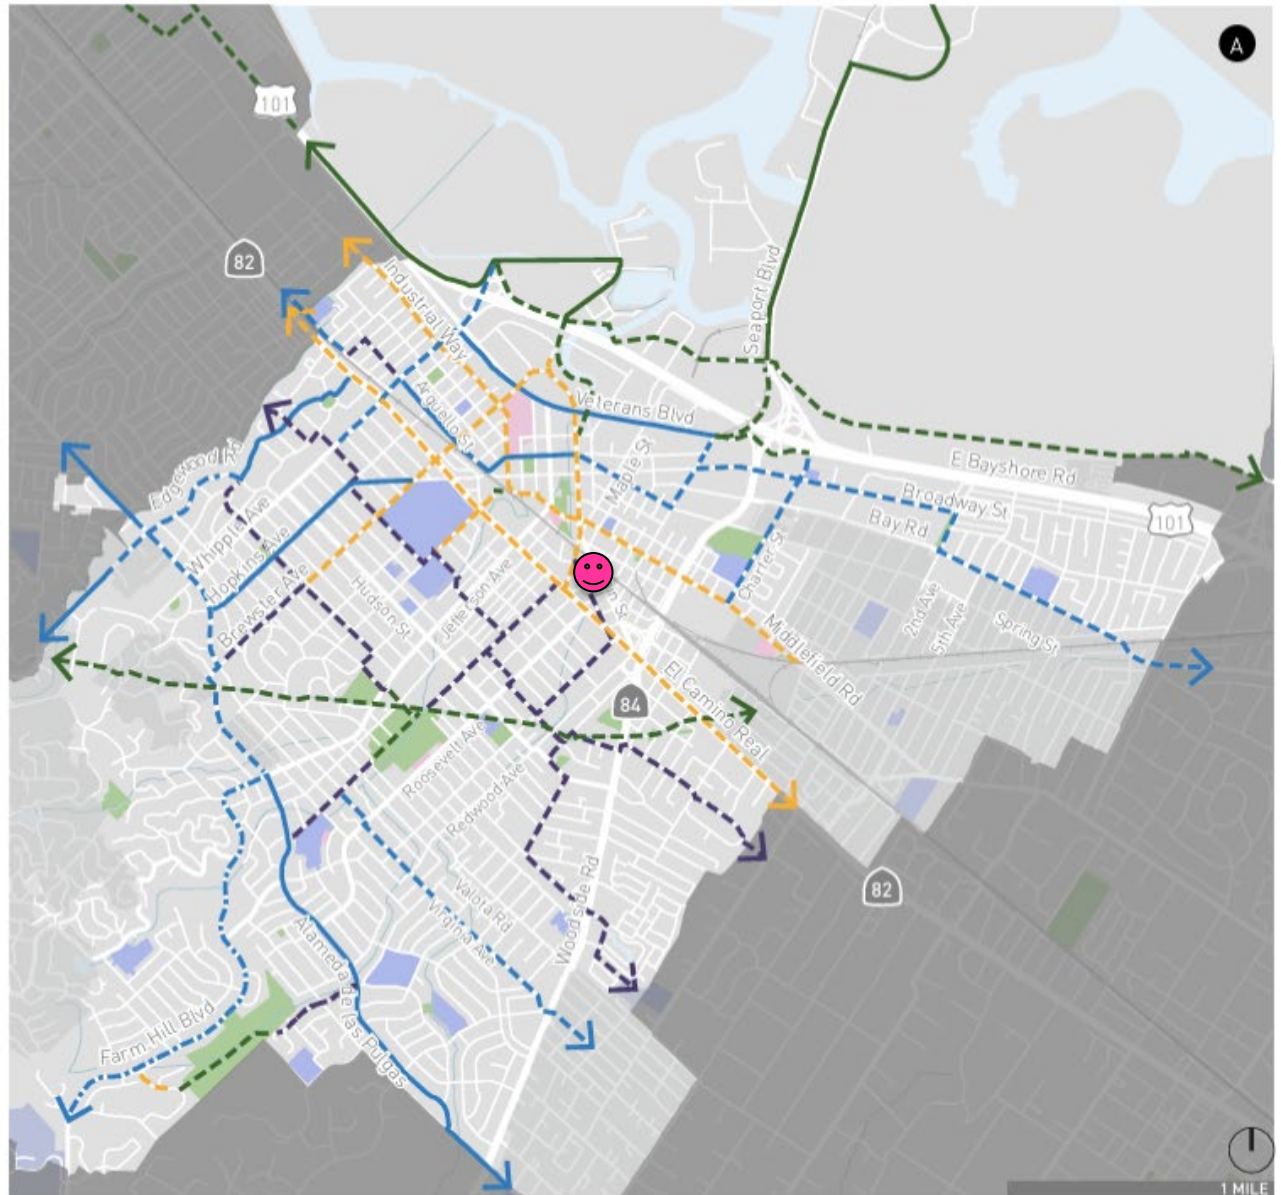 A
101
82
Industrial Way
Seaport Blvd
Arguello St
Veterans Blvd
Maple St
E Bayshore Rd
Edgewood Rd
Broadway St
Whipple Ave
Bay Rd
101
Hopkins Ave
Charter St
Brewster Ave
Hudson St
Jefferson Ave
2nd Ave
5th Ave
Spring St
Middlefield Rd
El Camino Real
84
Roosevelt Ave
Redwood Ave
82
Valota Rd
Virginia Ave
Woodside Rd
Alameda de las Pulgas
Farm Hill Blvd
1 MILE